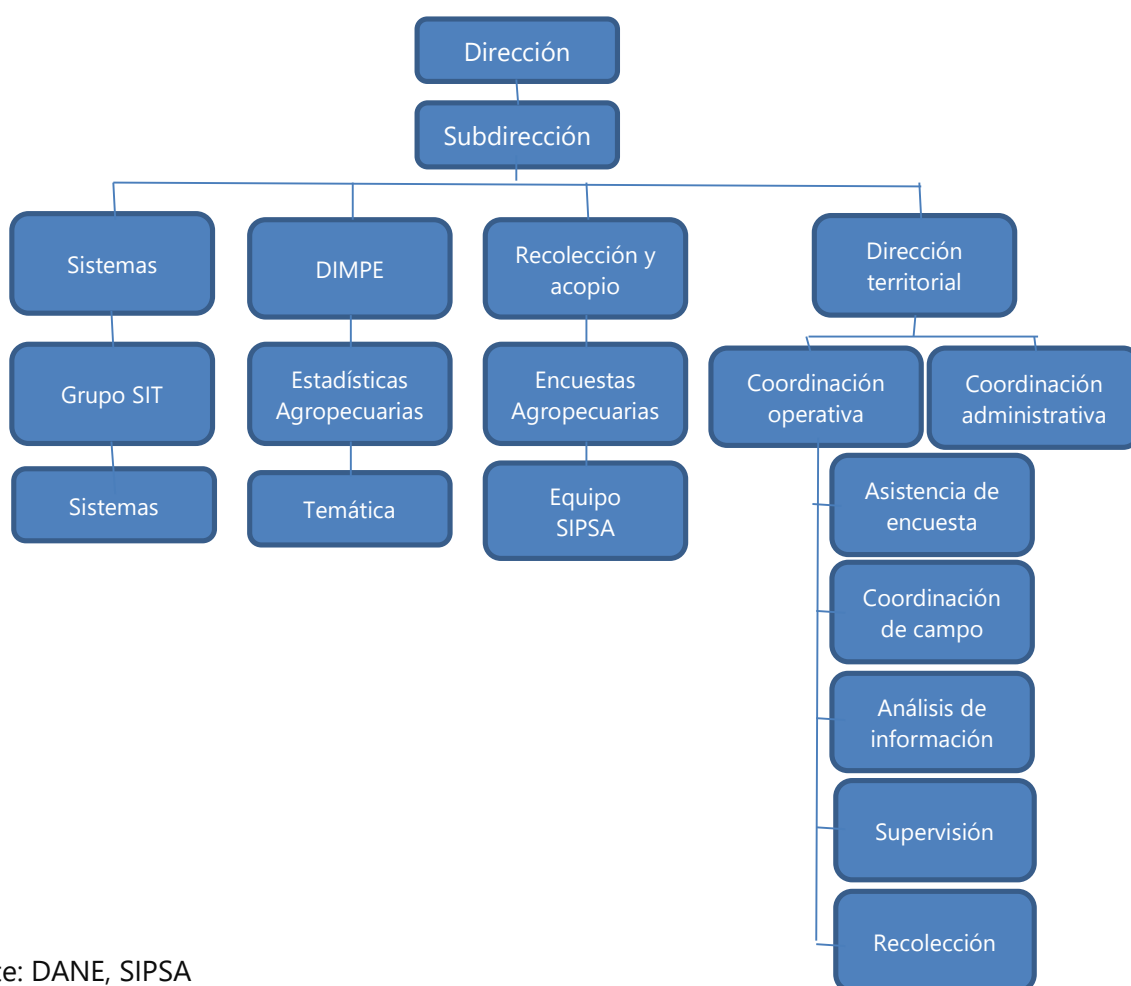 Dirección
Subdirección
Sistemas
DIMPE
Recolección y
acopio
Dirección
territorial
Grupo SIT
Estadísticas
Agropecuarias
Encuestas
Agropecuarias
Coordinación
operativa
Coordinación
administrativa
Sistemas
Temática
Equipo
SIPSA
Asistencia de
encuesta
Coordinación
de campo
Análisis de
información
Supervisión
Recolección
te: DANE, SIPSA